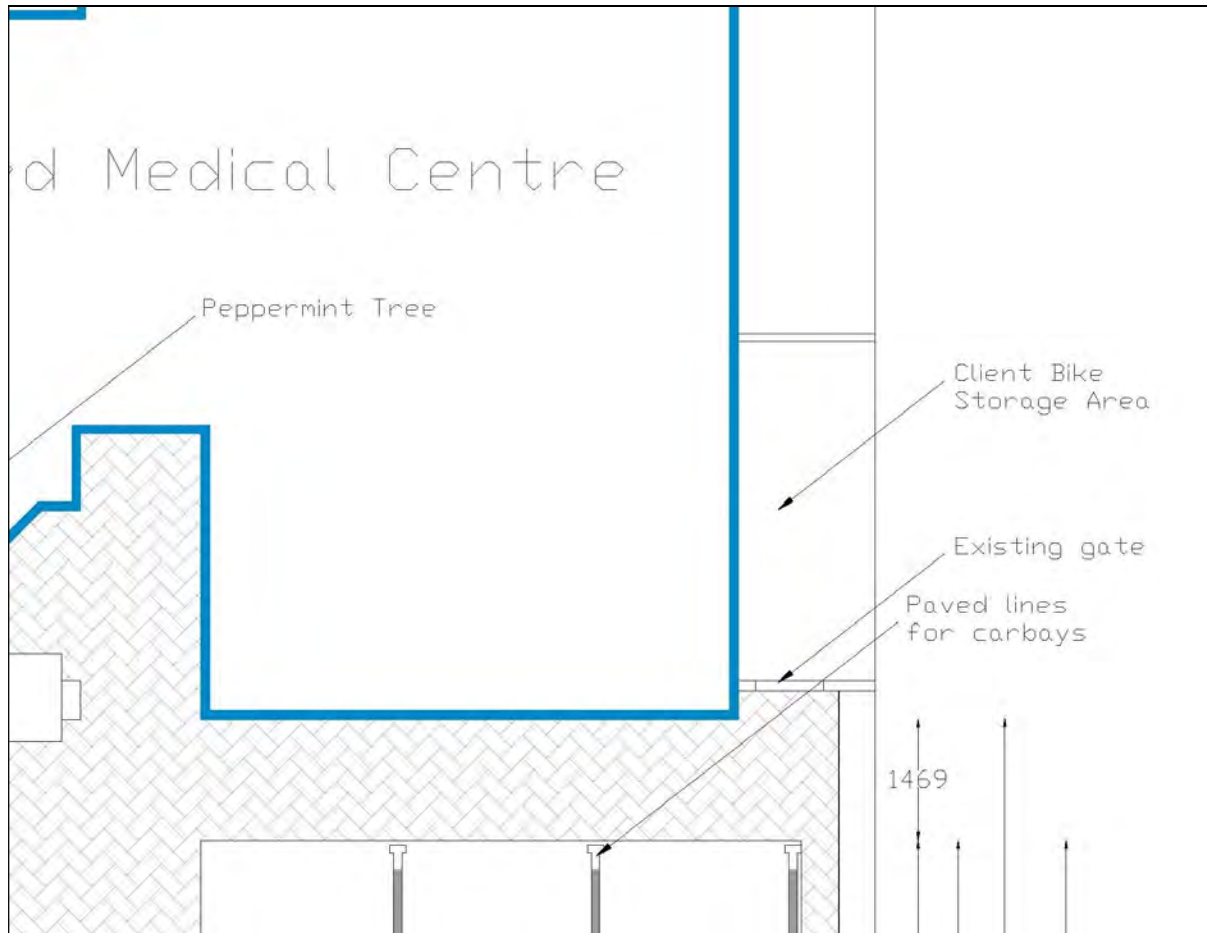 Medical Centre
Peppermint Tree
Client Bike
Storage Area
Existing gate
Paved lines
for carbays
1469